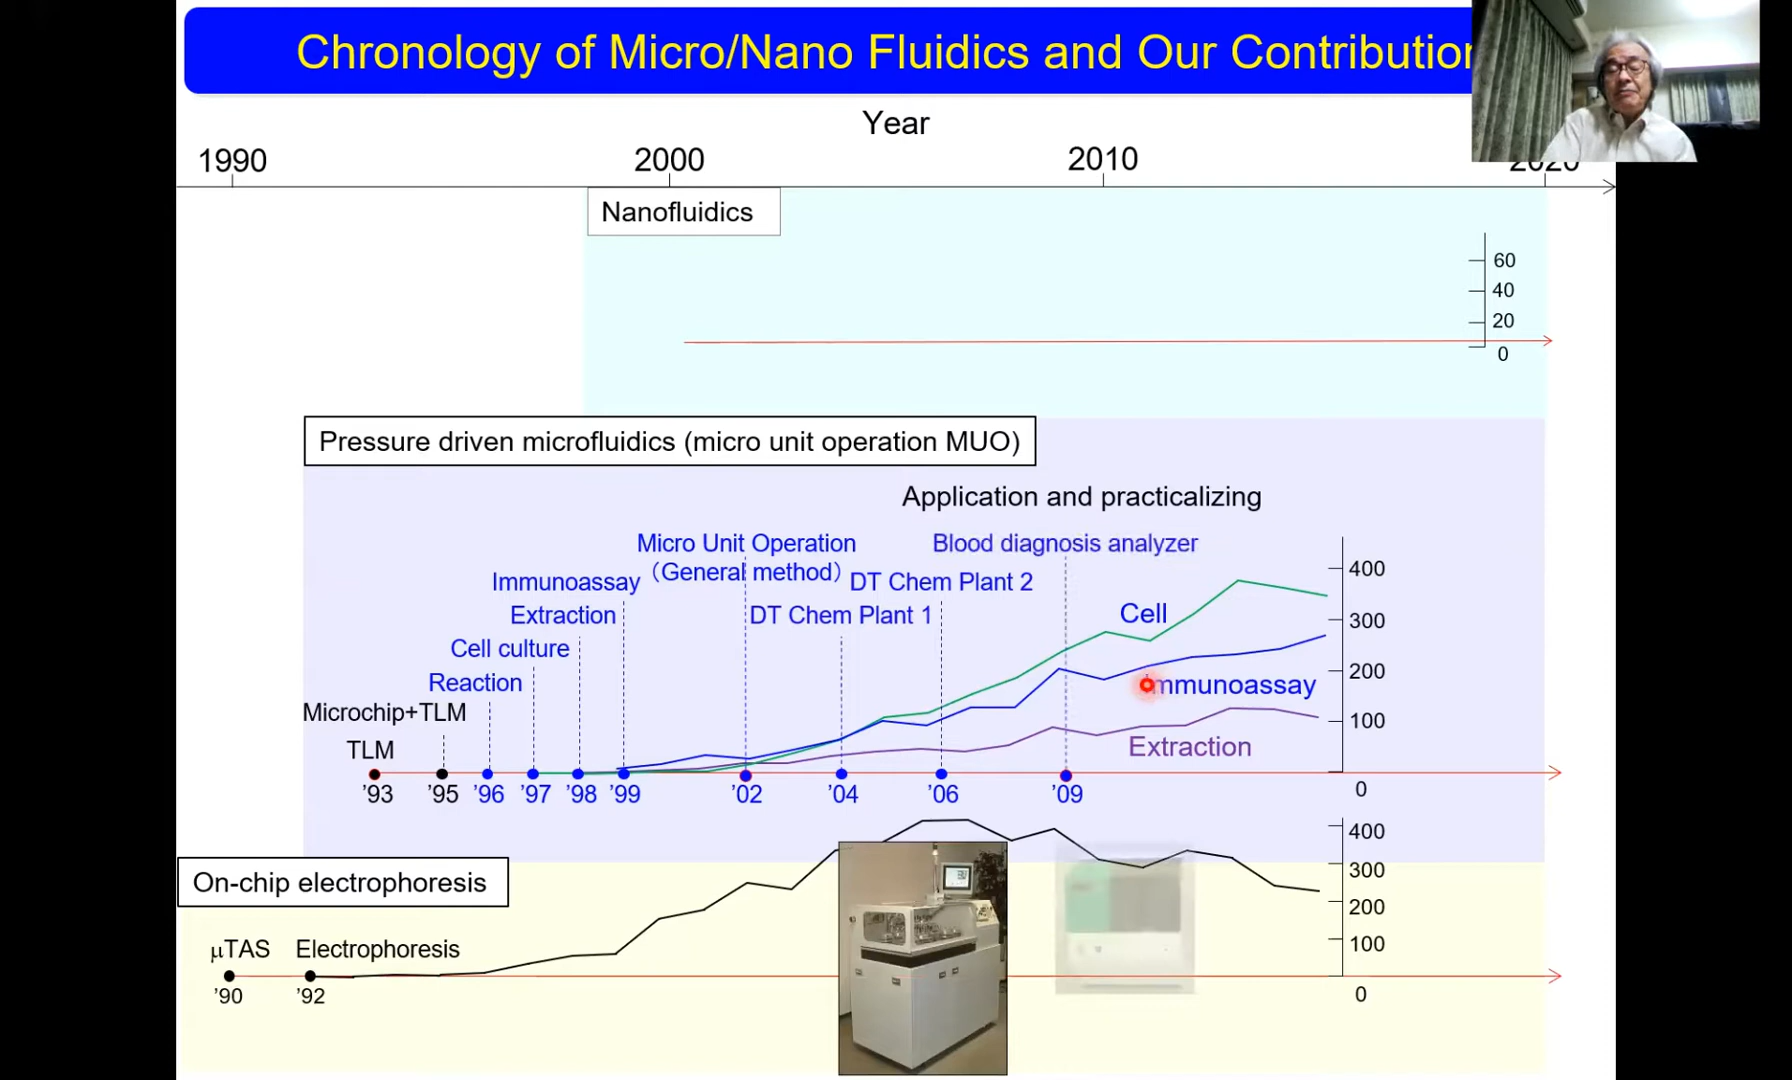 Chronology of Micro/Nano Fluidics and Our Contribution
Year
1990 2000 2010 2020
Nanofluidics
60
40
20
0
Pressure driven microfluidics (micro unit operation MUO)
Application and practicalizing
Micro Unit Operation
(General method)
Blood diagnosis analyzer
Immunoassay
DT Chem Plant 2
Extraction
DT Chem Plant 1
Cell culture
Reaction
Microchip+TLM
TLM
Cell
mmunoassay
Extraction
400
300
200
100
0
’93 ’95 ’96 ’97 ’98 ’99 ’02 ’04 ’06 ’09
On-chip electrophoresis
400
300
200
100
0
μTAS Electrophoresis
’90 ’92